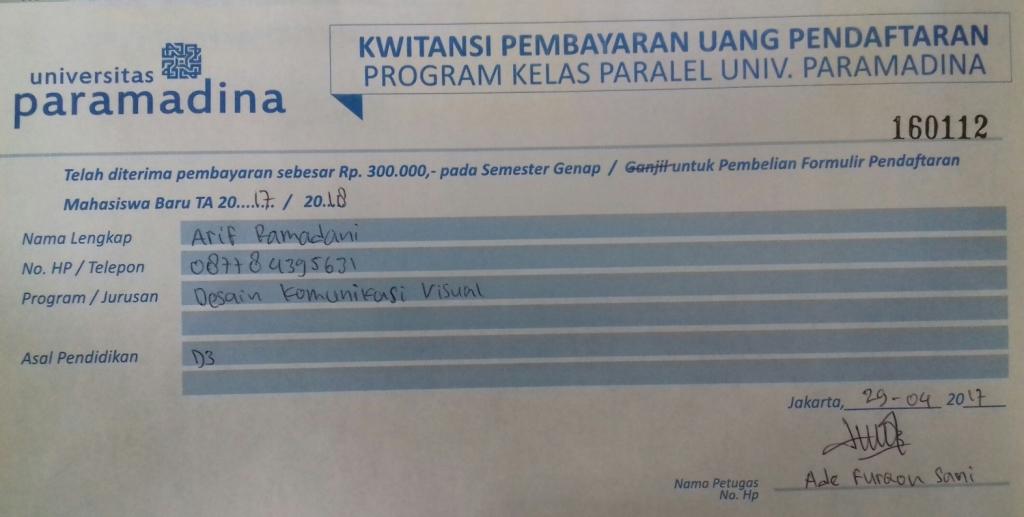 universitas
paramadina
KWITANSI PEMBAYARAN UANG PENDAFTARAN
PROGRAM KELAS PARALEL UNIV. PARAMADINA
160112
Telah diterima pembayaran sebesar Rp. 300.000,- pada Semester Genap / Ganjil untuk Pembelian Formulir Pendaftaran
Mahasiswa Baru TA 20....17. / 20.18
Nama Lengkap Arif Ramadani
No. HP / Telepon 087784395631
Program / Jurusan Desain Komunikasi Visual
Asal Pendidikan D3
Jakarta, 29-04 2017
Nama Petugas Ade Furqon Sani
No. Hp